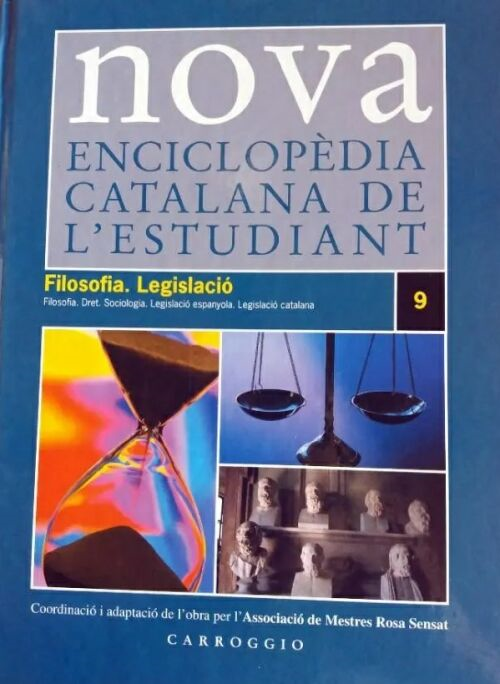 nova
ENCICLOPÈDIA
CATALANA DE
L'ESTUDIANT
Filosofia. Legislació
Filosofia. Dret. Sociologia. Legislació espanyola. Legislació catalana
9
Coordinació i adaptació de l'obra per l'Associació de Mestres Rosa Sensat
CARROGGIO